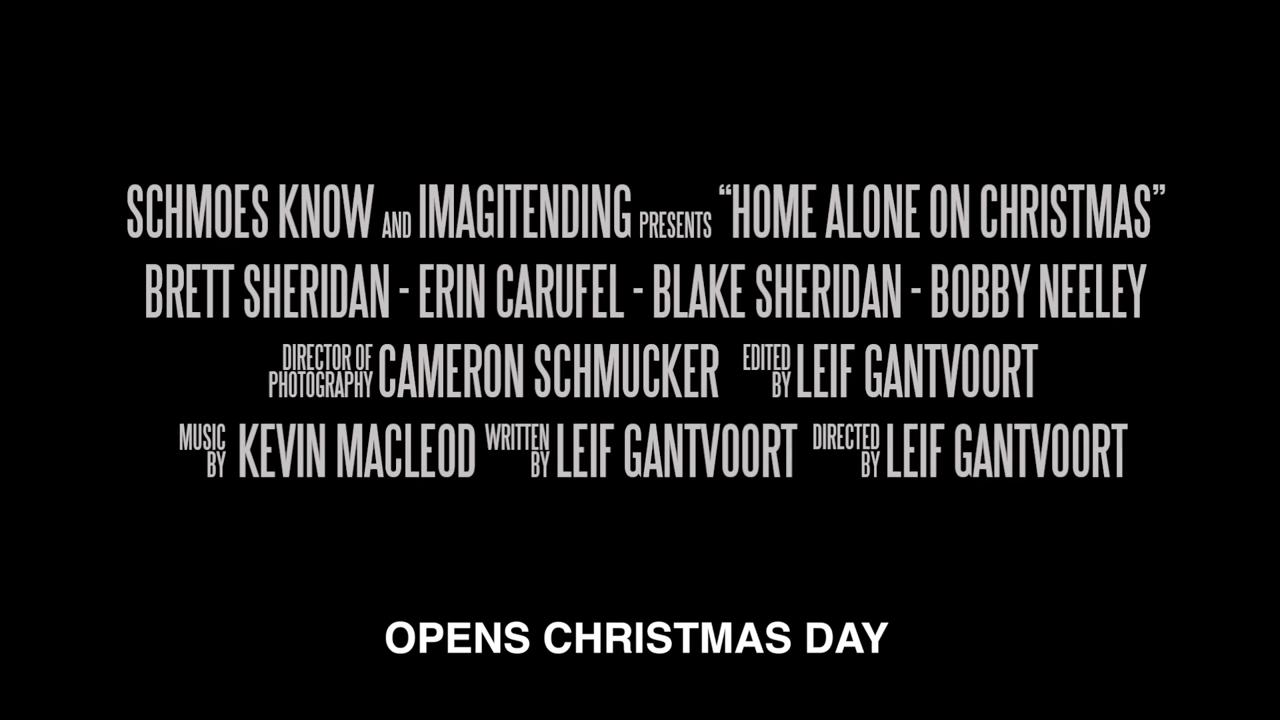 SCHMOES KNOW AND IMAGITENDING PRESENTS “HOME ALONE ON CHRISTMAS”
BRETT SHERIDAN - ERIN CARUFEL - BLAKE SHERIDAN - BOBBY NEELEY
DIRECTOR OF PHOTOGRAPHY CAMERON SCHMUCKER EDITED BY LEIF GANTVOORT
MUSIC BY KEVIN MACLEOD WRITTEN BY LEIF GANTVOORT DIRECTED BY LEIF GANTVOORT
OPENS CHRISTMAS DAY